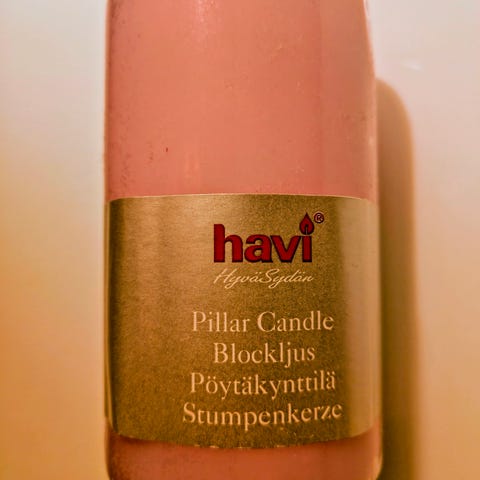 havi®
HyväSydän
Pillar Candle
Blockljus
Pöytäkynttilä
Stumpenkerze